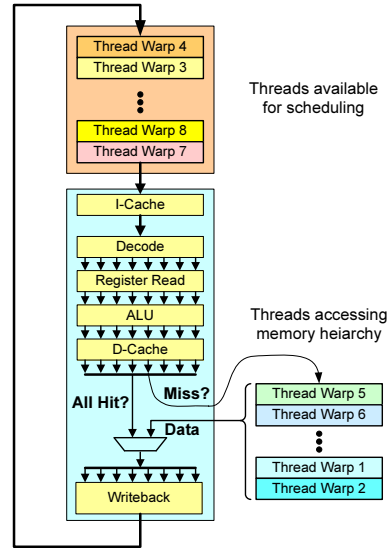 Thread Warp 4
Thread Warp 3
Thread Warp 8
Thread Warp 7
Threads available
for scheduling
I-Cache
Decode
Register Read
ALU
D-Cache
All Hit?
Miss?
Data
Writeback
Threads accessing
memory heiarchy
Thread Warp 5
Thread Warp 6
Thread Warp 1
Thread Warp 2